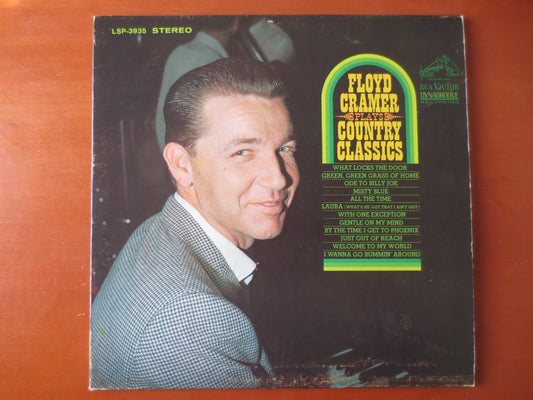 LSP-3935 STEREO
RCA VICTOR
DYNAGROOVE
FLOYD
CRAMER
PLAYS
COUNTRY
CLASSICS
WHAT LOCKS THE DOOR
GREEN, GREEN GRASS OF HOME
ODE TO BILLY JOE
MISTY BLUE
ALL THE TIME
LAURA (WHAT'S HE GOT THAT I AIN'T GOT)
WITH ONE EXCEPTION
GENTLE ON MY MIND
BY THE TIME I GET TO PHOENIX
JUST OUT OF REACH
WELCOME TO MY WORLD
I WANNA GO BUMMIN' AROUND